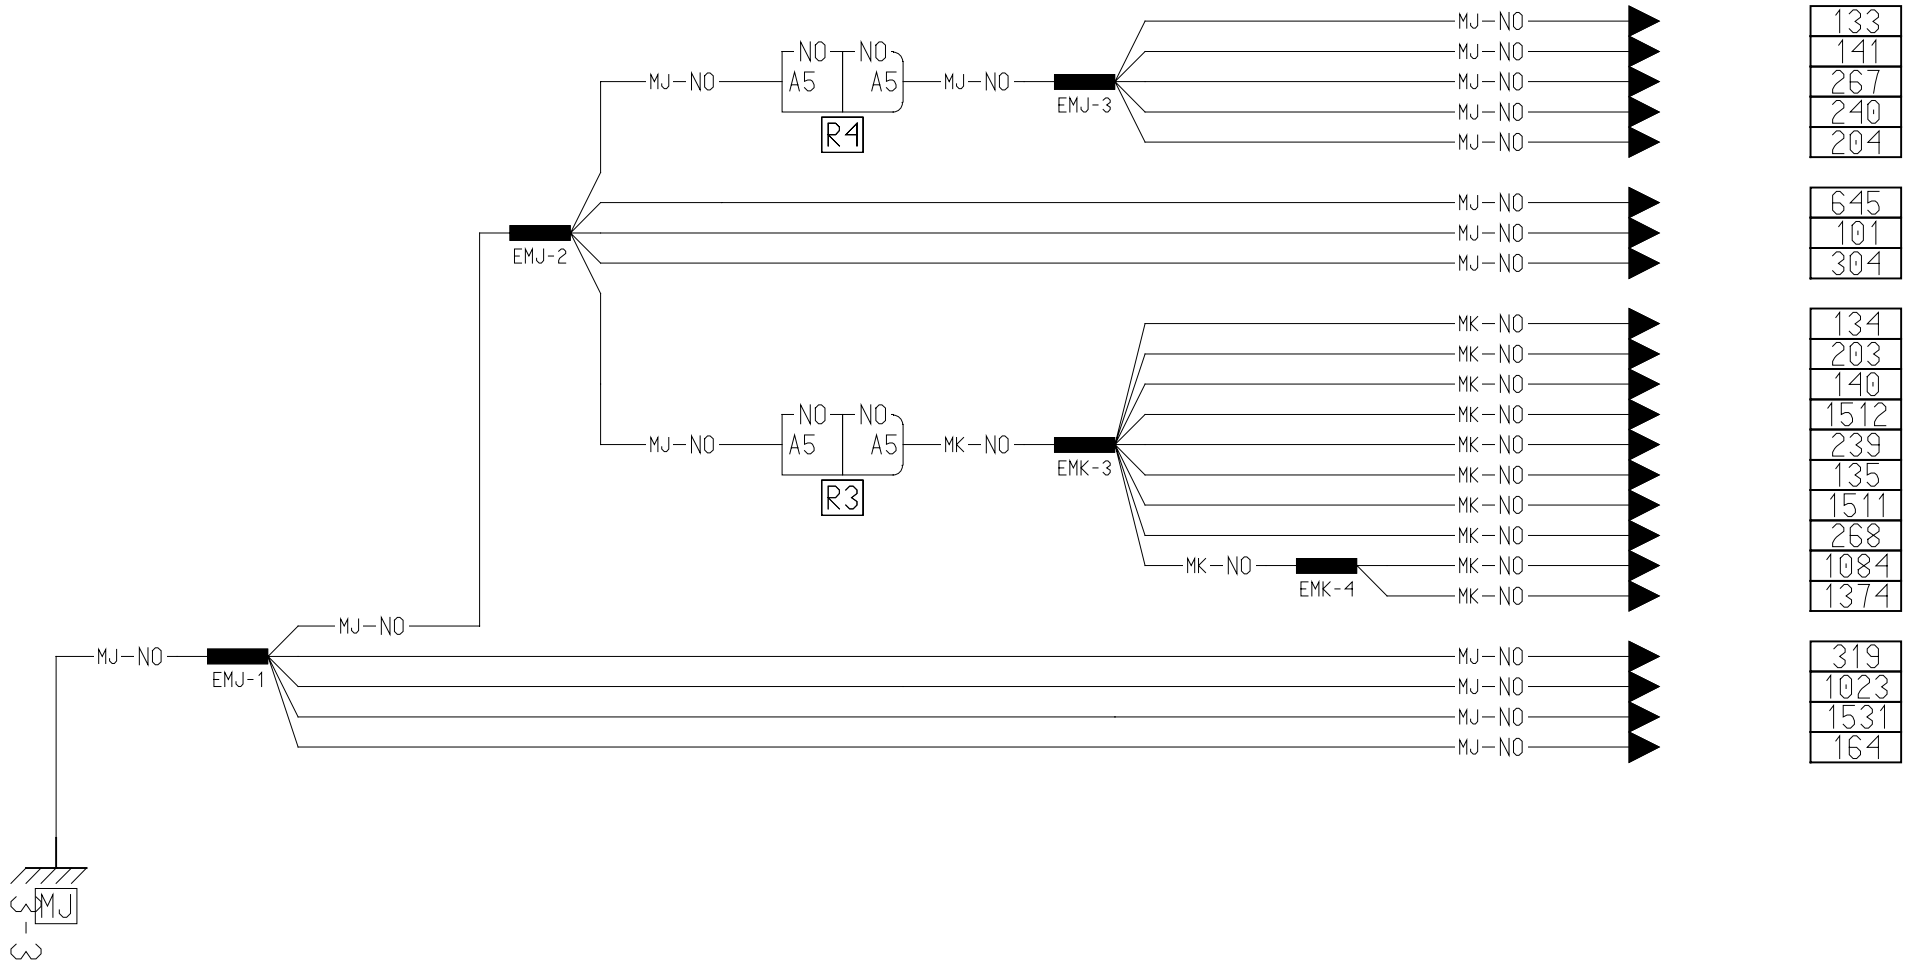 MJ-NO 133
NO NO MJ-NO 141
MJ-NO A5 A5 MJ-NO EMJ-3 MJ-NO 267
MJ-NO 240
R4 MJ-NO 204
MJ-NO 645
MJ-NO 101
EMJ-2 MJ-NO 304
MK-NO 134
MK-NO 203
MK-NO 140
NO NO MK-NO 1512
MJ-NO A5 A5 MK-NO EMK-3 MK-NO 239
MK-NO 135
R3 MK-NO 1511
MK-NO 268
MK-NO EMK-4 MK-NO 1084
MK-NO 1374
MJ-NO
MJ-NO EMJ-1 MJ-NO 319
MJ-NO 1023
MJ-NO 1531
MJ-NO 164
MJ
3-3